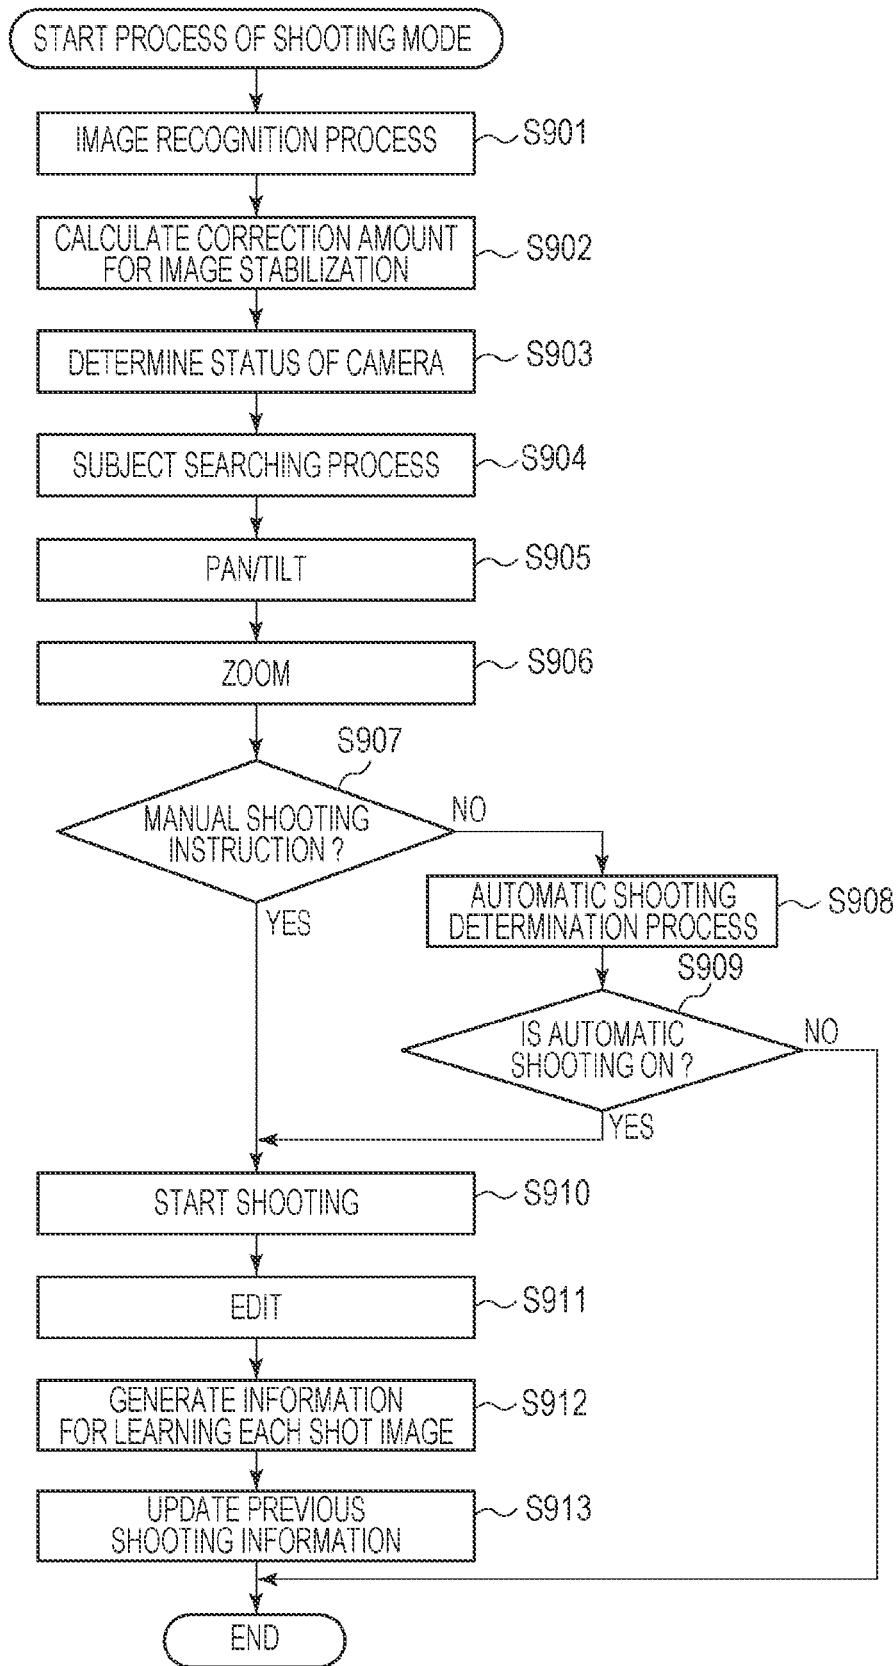 START PROCESS OF SHOOTING MODE
IMAGE RECOGNITION PROCESS
S901
CALCULATE CORRECTION AMOUNT
FOR IMAGE STABILIZATION
S902
DETERMINE STATUS OF CAMERA
S903
SUBJECT SEARCHING PROCESS
S904
PAN/TILT
S905
ZOOM
S906
S907
MANUAL SHOOTING
INSTRUCTION ?
NO
YES
AUTOMATIC SHOOTING
DETERMINATION PROCESS
S908
S909
IS AUTOMATIC
SHOOTING ON ?
NO
YES
START SHOOTING
S910
EDIT
S911
GENERATE INFORMATION
FOR LEARNING EACH SHOT IMAGE
S912
UPDATE PREVIOUS
SHOOTING INFORMATION
S913
END